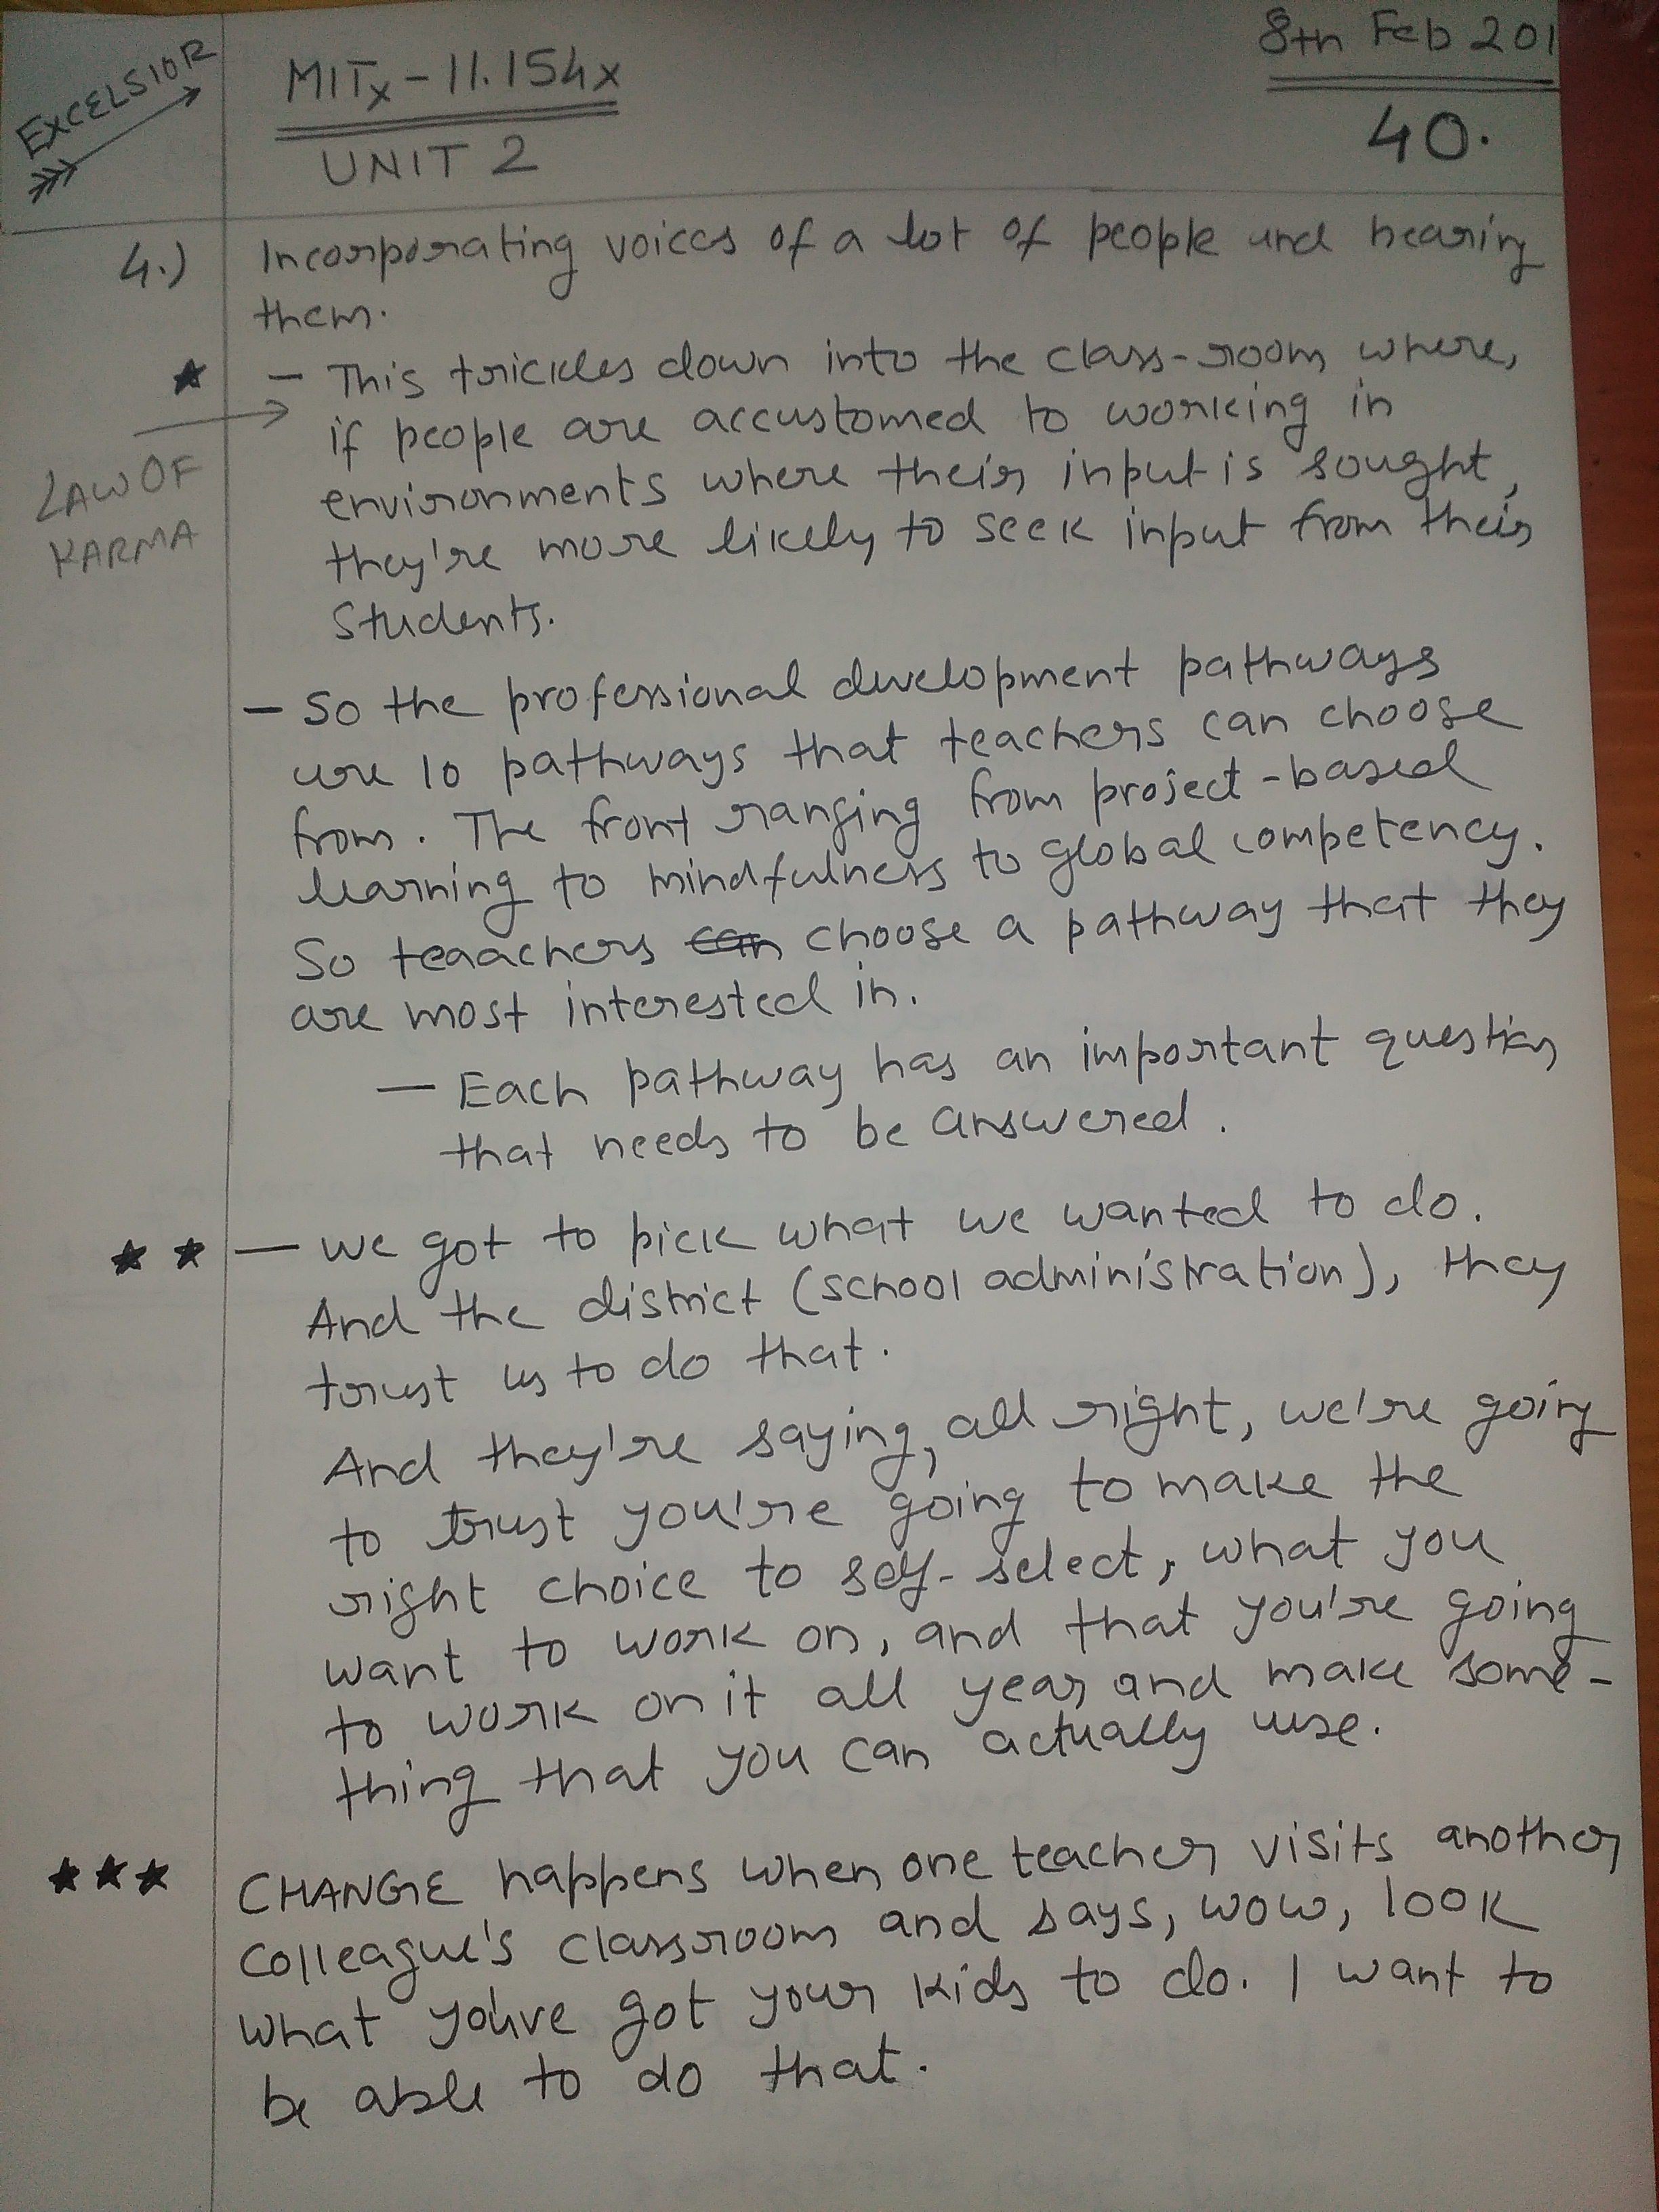 EXCELSIOR
MITx - 11.154x
UNIT 2
8th Feb 201
40.
4.) Incorporating voices of a lot of people and hearing
them.
★ - This trickles down into the class-room where,
if people are accustomed to working in
environments where their input is sought,
they're more likely to seek input from their
students.
LAW OF
KARMA
- So the professional development pathways
are 10 pathways that teachers can choose
from. The front ranging from project-based
learning to mindfulness to global competency.
So teaachers can choose a pathway that they
are most interested in.
- Each pathway has an important question
that needs to be answered.
★ ★ - We got to pick what we wanted to do.
And the district (school administration), they
trust us to do that.
And they're saying, all right, we're going
to trust you're going to make the
right choice to self-select, what you
want to work on, and that you're going
to work on it all year and make some-
thing that you can actually use.
★★★ CHANGE happens when one teacher visits another
colleague's classroom and says, wow, look
what you've got your kids to do. I want to
be able to do that.